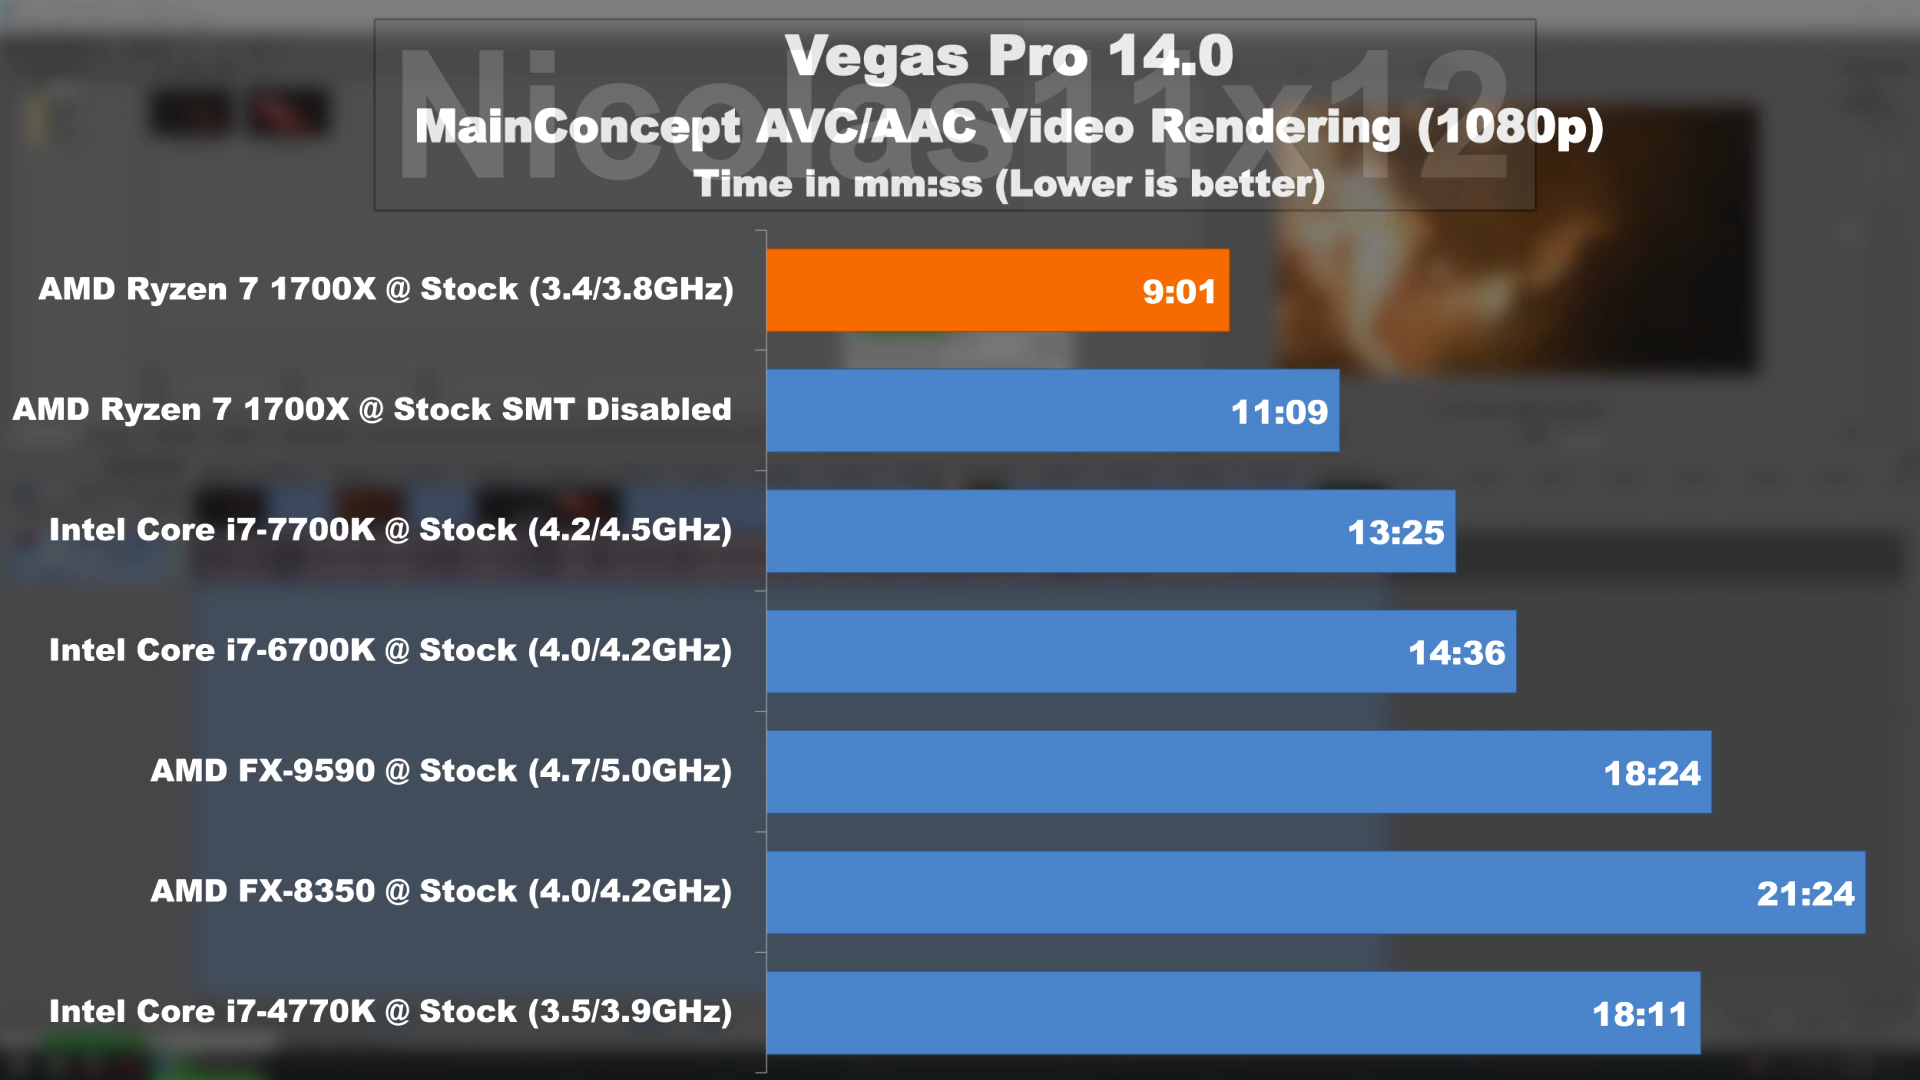 Nicolas11x12
Vegas Pro 14.0
MainConcept AVC/AAC Video Rendering (1080p)
Time in mm:ss (Lower is better)
AMD Ryzen 7 1700X @ Stock (3.4/3.8GHz) 9:01
AMD Ryzen 7 1700X @ Stock SMT Disabled 11:09
Intel Core i7-7700K @ Stock (4.2/4.5GHz) 13:25
Intel Core i7-6700K @ Stock (4.0/4.2GHz) 14:36
AMD FX-9590 @ Stock (4.7/5.0GHz) 18:24
AMD FX-8350 @ Stock (4.0/4.2GHz) 21:24
Intel Core i7-4770K @ Stock (3.5/3.9GHz) 18:11